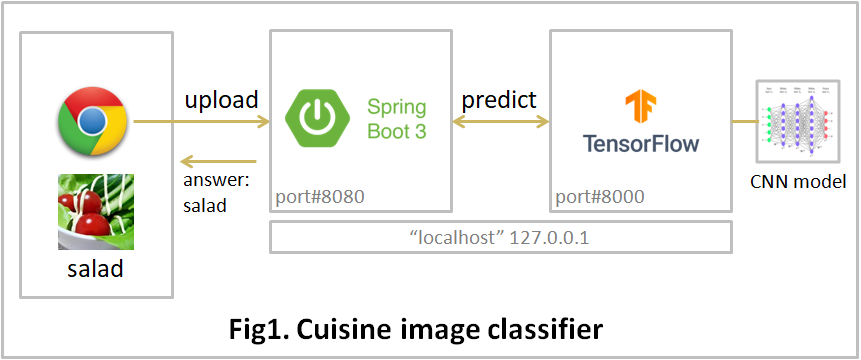 upload
Spring
Boot 3
predict
TensorFlow
CNN model
answer:
salad
port#8080
port#8000
salad
“localhost” 127.0.0.1
Fig1. Cuisine image classifier